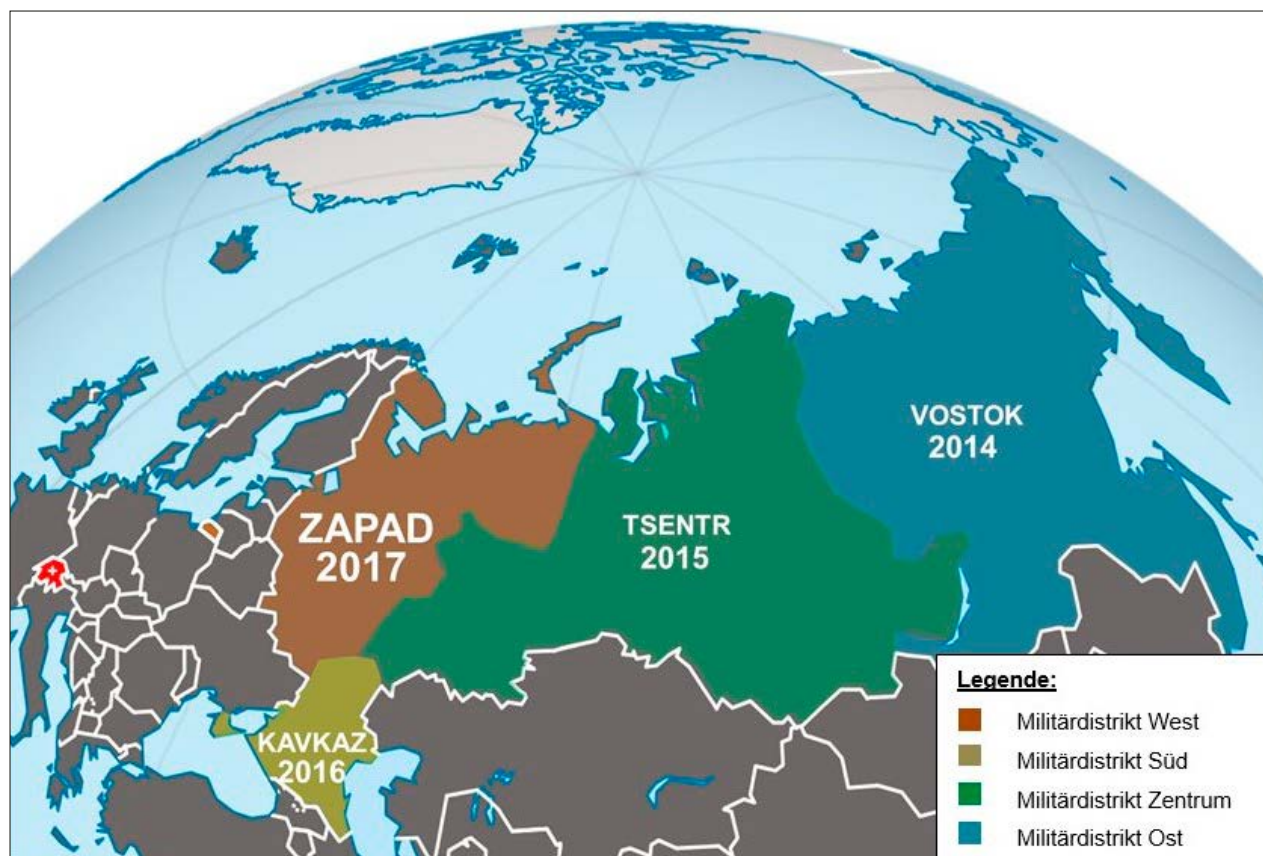 VOSTOK
2014
ZAPAD
2017
TSENTR
2015
KAVKAZ
2016
Legende:
Militärdistrikt West
Militärdistrikt Süd
Militärdistrikt Zentrum
Militärdistrikt Ost